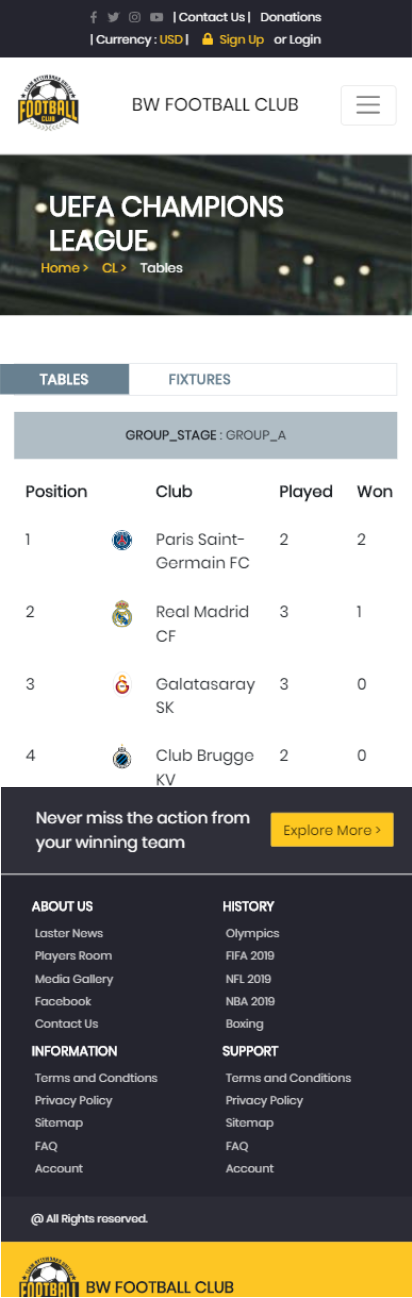 | Contact Us | Donations
| Currency : USD | Sign Up or Login
FOOTBALL
CLUB
BW FOOTBALL CLUB
UEFA CHAMPIONS
LEAGUE
Home > CL > Tables
TABLES FIXTURES
GROUP_STAGE : GROUP_A
Position Club Played Won
1 Paris Saint-
Germain FC 2 2
2 Real Madrid
CF 3 1
3 Galatasaray
SK 3 0
4 Club Brugge
KV 2 0
Never miss the action from
your winning team
Explore More >
ABOUT US
Laster News
Players Room
Media Gallery
Facebook
Contact Us
HISTORY
Olympics
FIFA 2019
NFL 2019
NBA 2019
Boxing
INFORMATION
Terms and Condtions
Privacy Policy
Sitemap
FAQ
Account
SUPPORT
Terms and Conditions
Privacy Policy
Sitemap
FAQ
Account
@ All Rights reserved.
FOOTBALL
BW FOOTBALL CLUB